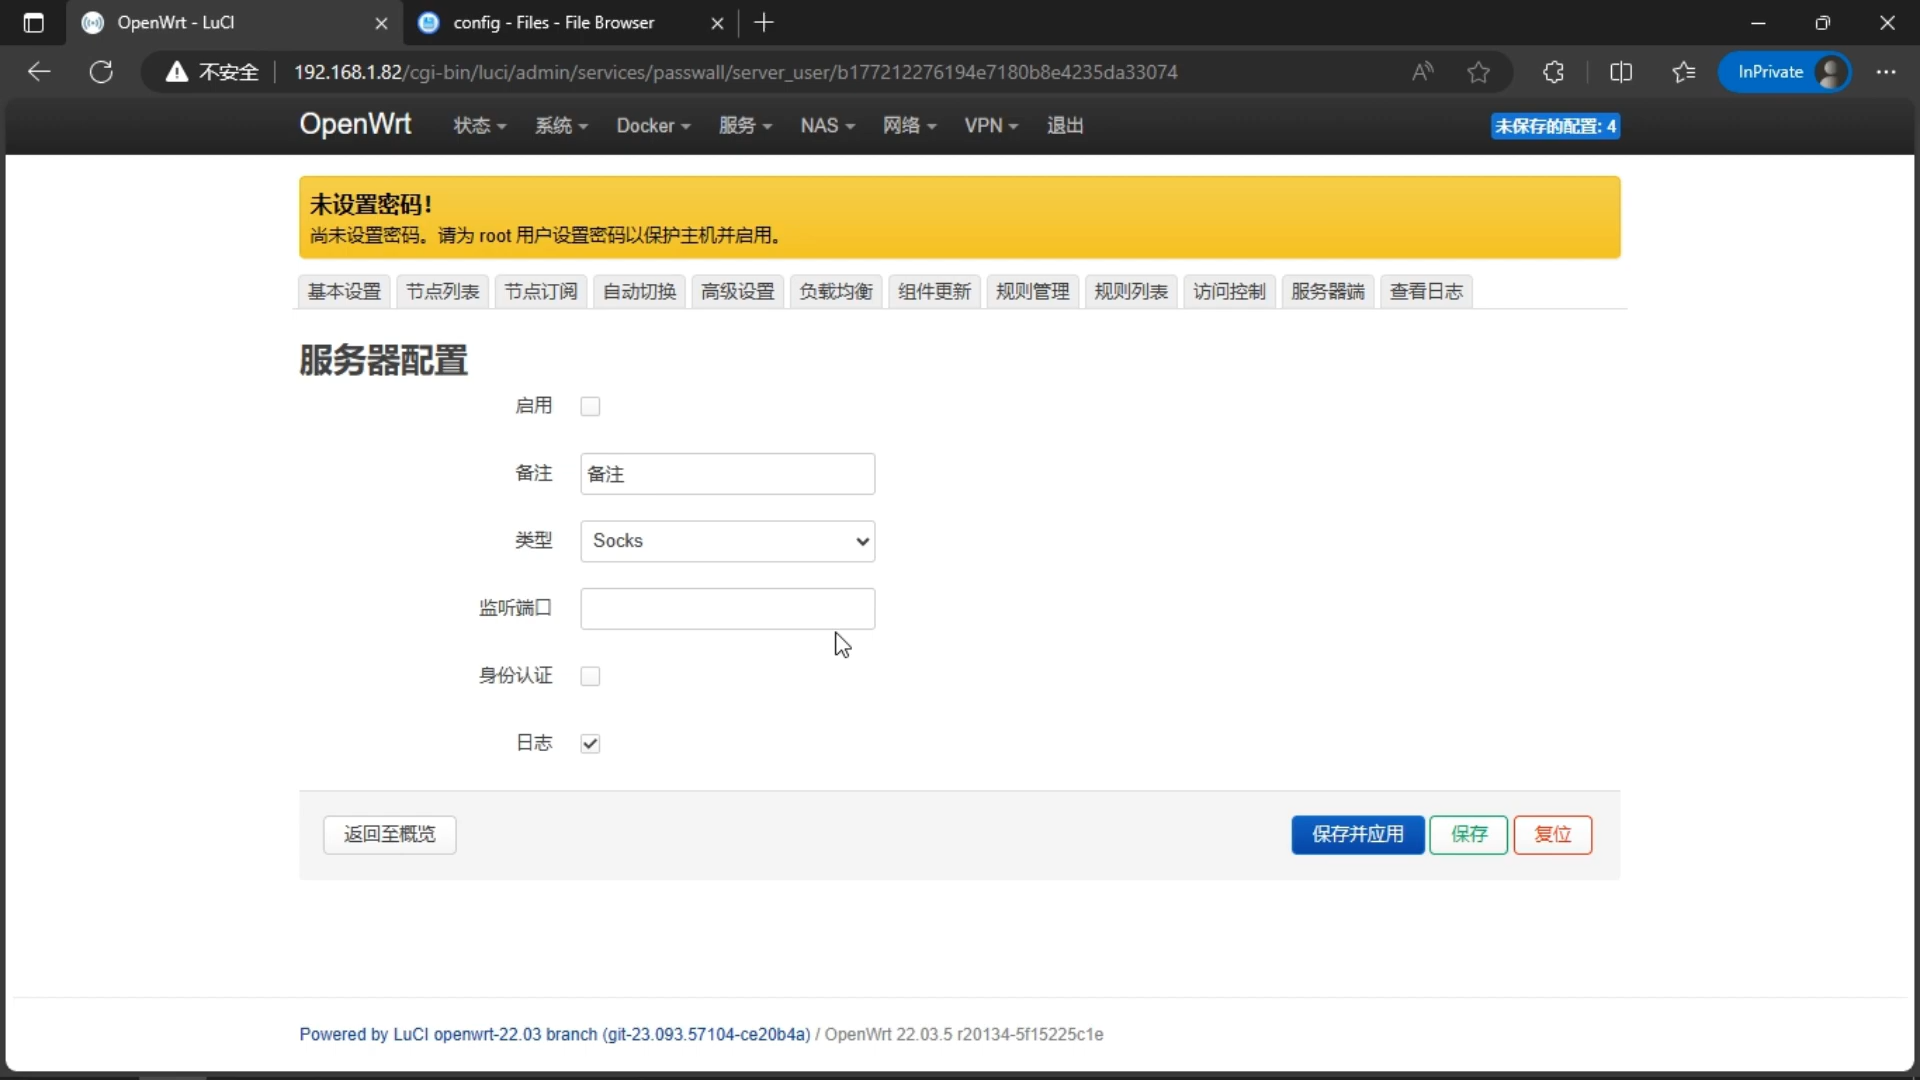 OpenWrt - LuCI
config - Files - File Browser
不安全
192.168.1.82/cgi-bin/luci/admin/services/passwall/server_user/b177212276194e7180b8e4235da33074
InPrivate
OpenWrt 状态 系统 Docker 服务 NAS 网络 VPN 退出 未保存的配置: 4
未设置密码!
尚未设置密码。请为 root 用户设置密码以保护主机并启用。
基本设置 节点列表 节点订阅 自动切换 高级设置 负载均衡 组件更新 规则管理 规则列表 访问控制 服务器端 查看日志
服务器配置
启用
备注 备注
类型 Socks
监听端口
身份认证
日志
返回至概览 保存并应用 保存 复位
Powered by LuCI openwrt-22.03 branch (git-23.093.57104-ce20b4a) / OpenWrt 22.03.5 r20134-5f15225c1e